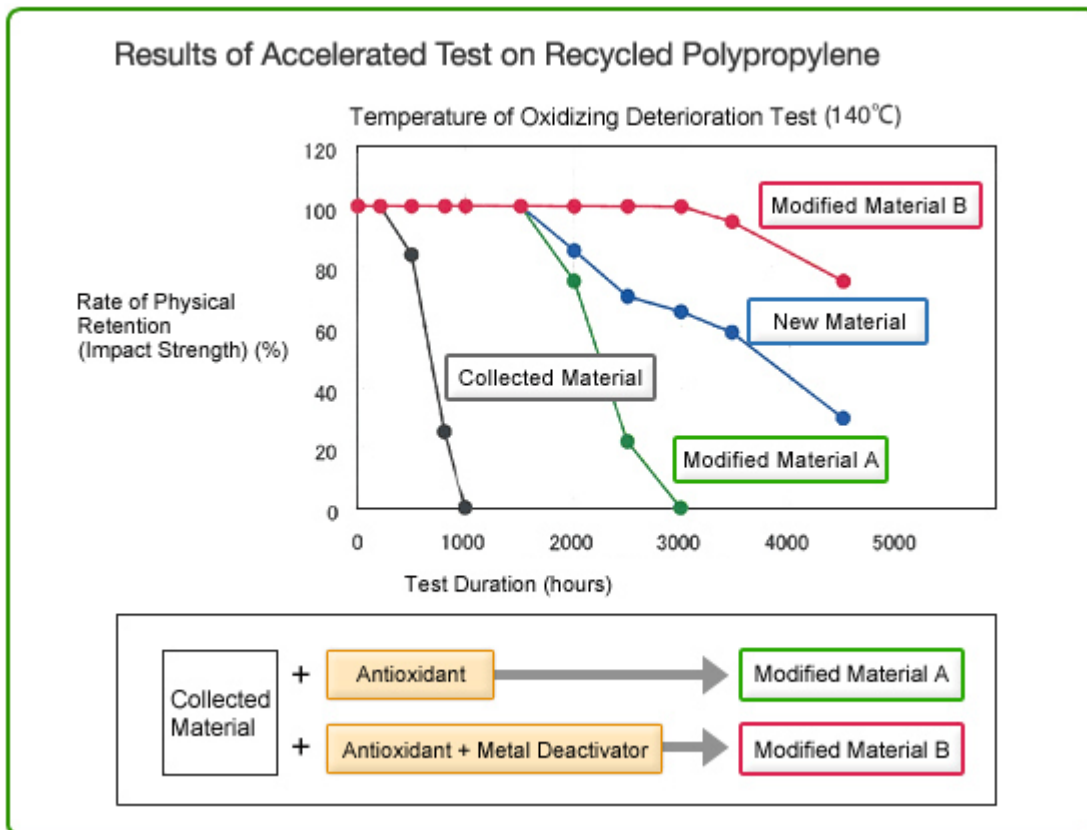 Results of Accelerated Test on Recycled Polypropylene
Temperature of Oxidizing Deterioration Test (140℃)
120
100
80
60
40
20
0
Rate of Physical
Retention
(Impact Strength) (%)
Modified Material B
New Material
Collected Material
Modified Material A
0 1000 2000 3000 4000 5000
Test Duration (hours)
Collected
Material
+ Antioxidant Modified Material A
+ Antioxidant + Metal Deactivator Modified Material B